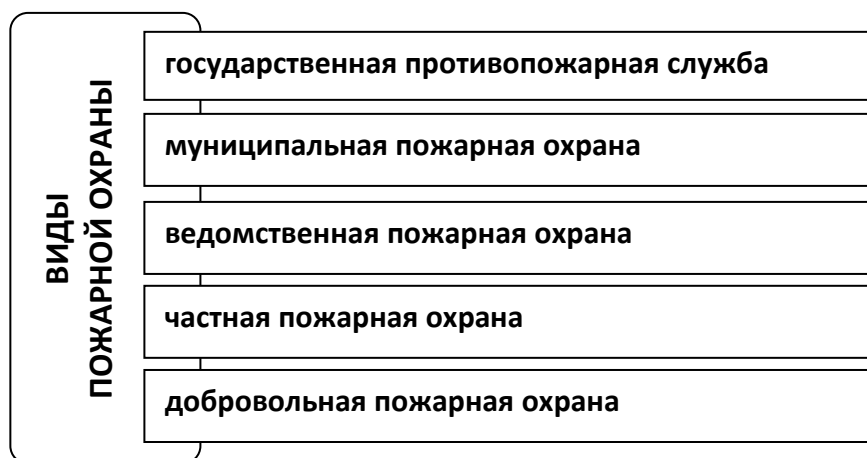 ВИДЫ
ПОЖАРНОЙ ОХРАНЫ
государственная противопожарная служба
муниципальная пожарная охрана
ведомственная пожарная охрана
частная пожарная охрана
добровольная пожарная охрана